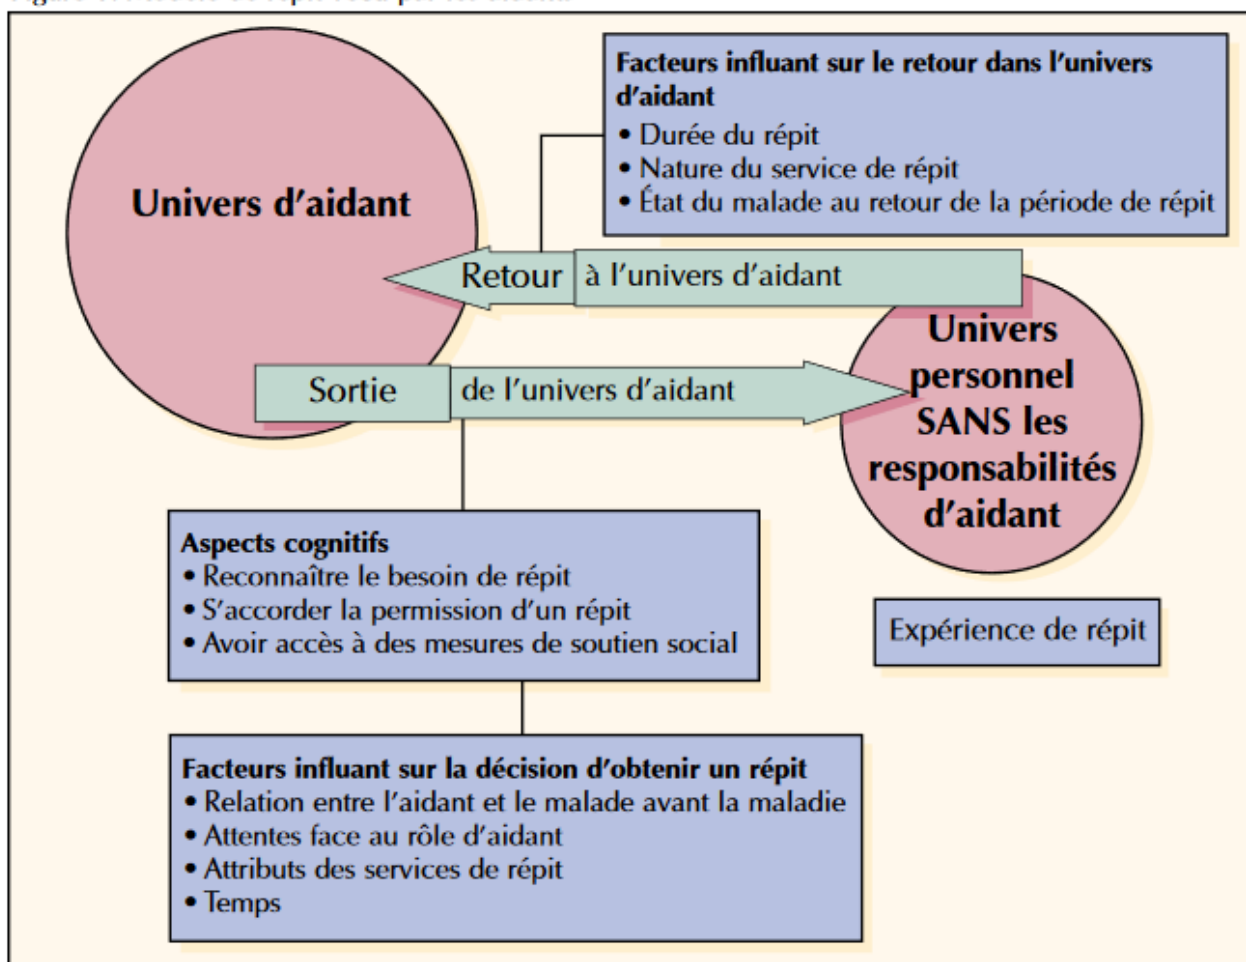 Facteurs influant sur le retour dans l'univers
d'aidant
• Durée du répit
• Nature du service de répit
• État du malade au retour de la période de répit
Univers d'aidant
Retour à l'univers d'aidant
Sortie de l'univers d'aidant
Univers
personnel
SANS les
responsabilités
d'aidant
Aspects cognitifs
• Reconnaître le besoin de répit
• S'accorder la permission d'un répit
• Avoir accès à des mesures de soutien social
Expérience de répit
Facteurs influant sur la décision d'obtenir un répit
• Relation entre l'aidant et le malade avant la maladie
• Attentes face au rôle d'aidant
• Attributs des services de répit
• Temps